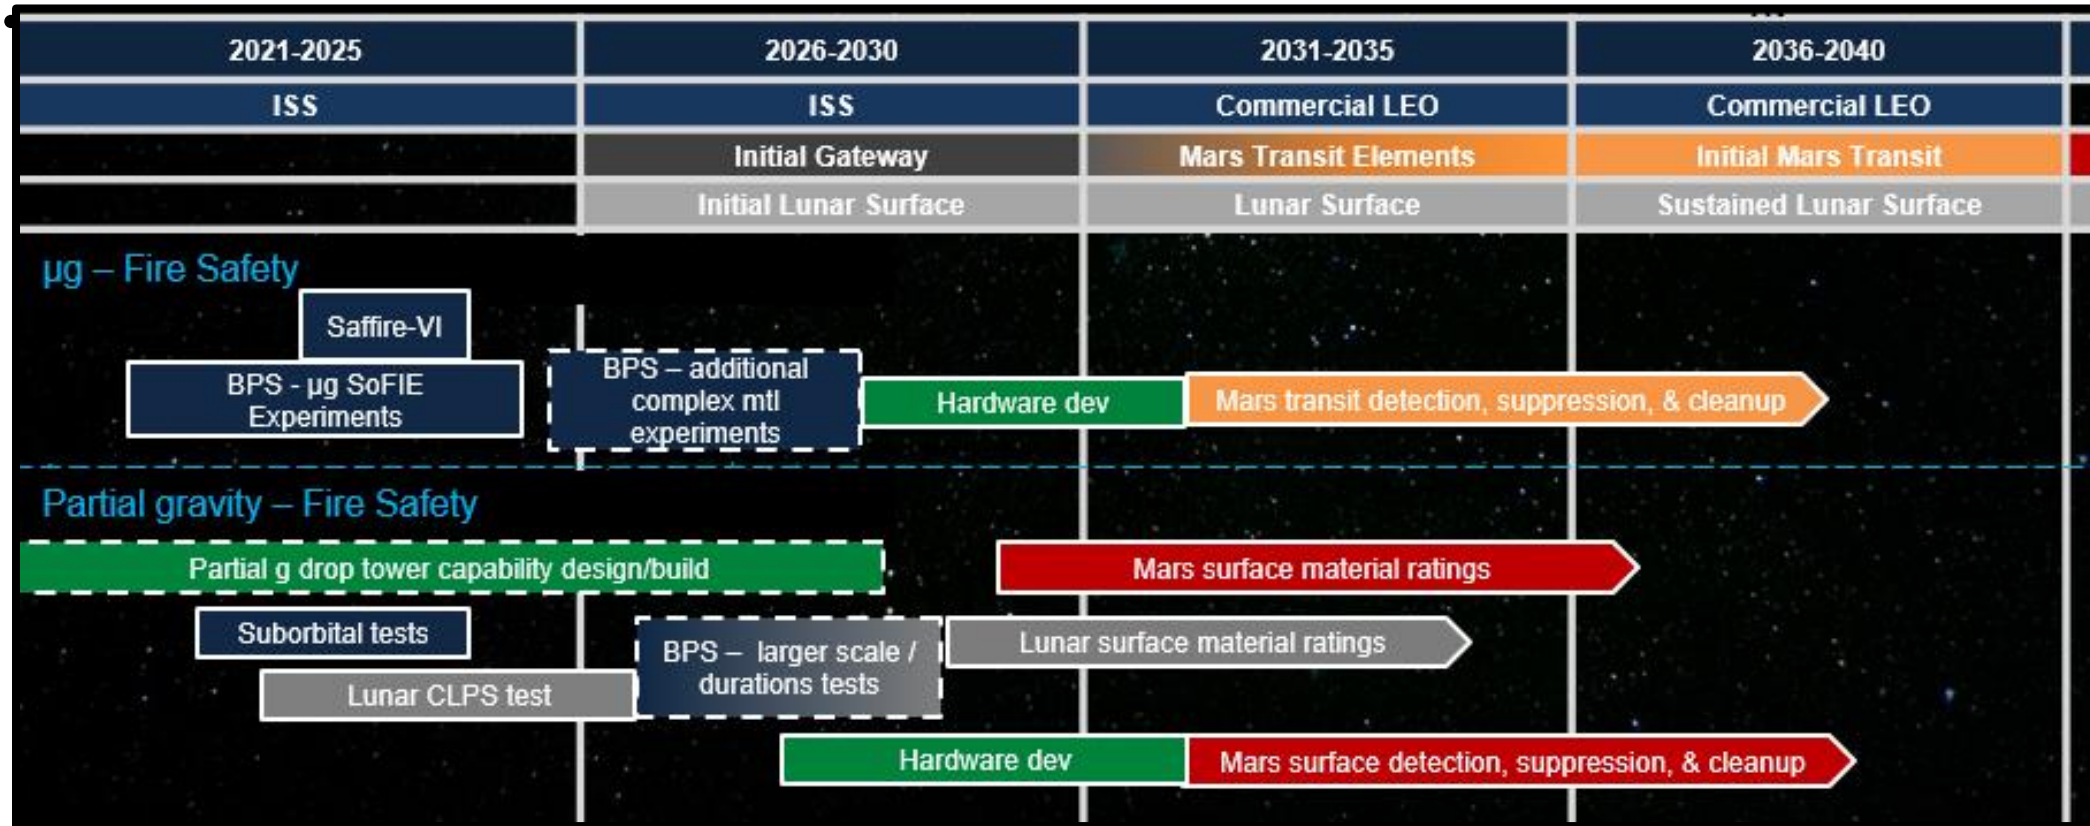 2021-2025
2026-2030
2031-2035
2036-2040
ISS
ISS
Commercial LEO
Commercial LEO
Initial Gateway
Mars Transit Elements
Initial Mars Transit
Initial Lunar Surface
Lunar Surface
Sustained Lunar Surface
µg – Fire Safety
Saffire-VI
BPS - µg SoFIE
Experiments
BPS – additional
complex mtl
experiments
Hardware dev
Mars transit detection, suppression, & cleanup
Partial gravity – Fire Safety
Partial g drop tower capability design/build
Mars surface material ratings
Suborbital tests
BPS – larger scale /
durations tests
Lunar surface material ratings
Lunar CLPS test
Hardware dev
Mars surface detection, suppression, & cleanup